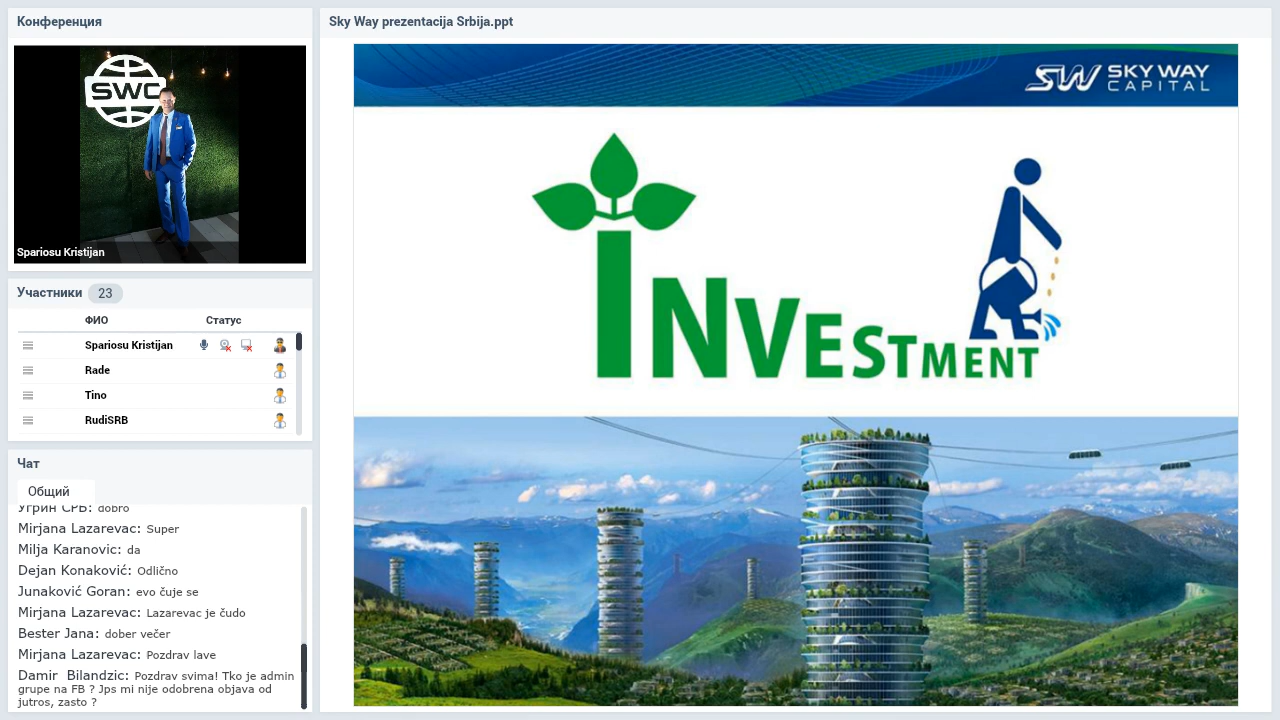 Конференция
SWC
Spariosu Kristijan
Участники 23
ФИО Статус
Spariosu Kristijan
Rade
Tino
RudiSRB
Чат
Общий
Угрин СРБ: dobro
Mirjana Lazarevac: Super
Milja Karanovic: da
Dejan Konaković: Odlično
Junaković Goran: evo čuje se
Mirjana Lazarevac: Lazarevac je čudo
Bester Jana: dober večer
Mirjana Lazarevac: Pozdrav Rave
Damir Bilandzic: Pozdrav svima! Tko je admin
grupe na FB ? nije odobrena objava od
jutros, zasto ?
Sky Way prezentacija Srbija.ppt
SW SKY WAY
CAPITAL
INVESTMENT